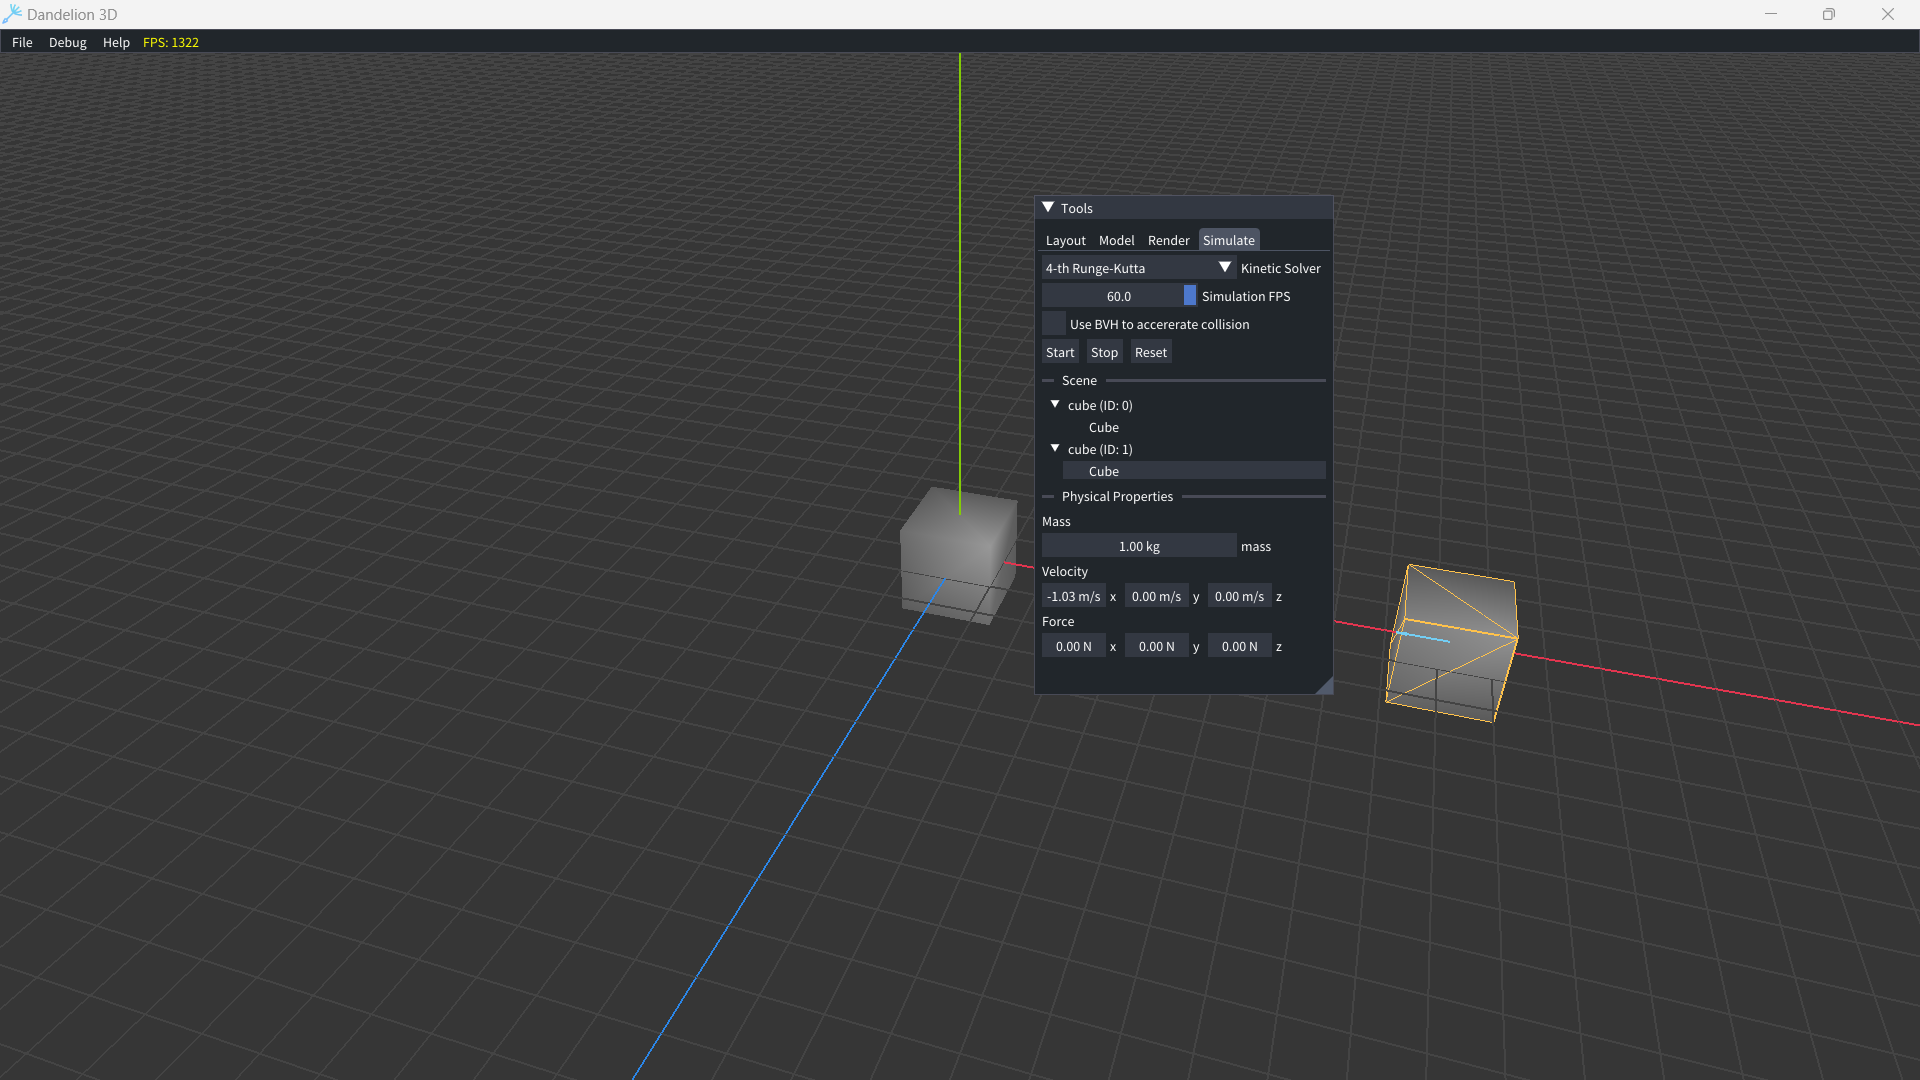 Dandelion 3D
File Debug Help FPS: 1322
Tools
Layout Model Render Simulate
4-th Runge-Kutta Kinetic Solver
60.0 Simulation FPS
Use BVH to accererate collision
Start Stop Reset
Scene
cube (ID: 0)
Cube
cube (ID: 1)
Cube
Physical Properties
Mass
1.00 kg mass
Velocity
-1.03 m/s x 0.00 m/s y 0.00 m/s z
Force
0.00 N x 0.00 N y 0.00 N z